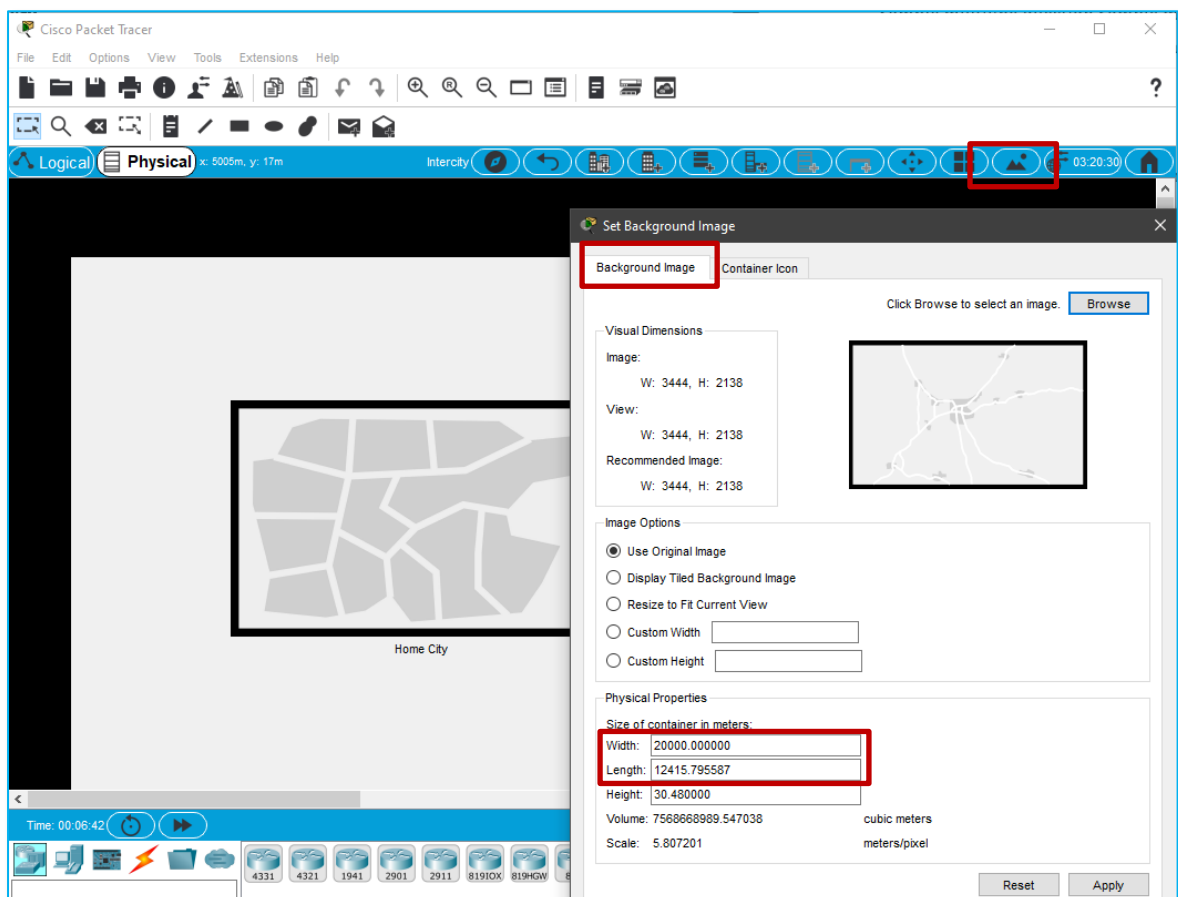 Cisco Packet Tracer
File Edit Options View Tools Extensions Help
?
Logical Physical x: 5005m, y: 17m Intercity 03:20:30
Set Background Image
Background Image Container Icon
Click Browse to select an image. Browse
Visual Dimensions
Image:
W: 3444, H: 2138
View:
W: 3444, H: 2138
Recommended Image:
W: 3444, H: 2138
Image Options
Use Original Image
Display Tiled Background Image
Resize to Fit Current View
Custom Width
Custom Height
Physical Properties
Size of container in meters:
Width: 20000.000000
Length: 12415.795587
Height: 30.480000
Volume: 7568668989.547038 cubic meters
Scale: 5.807201 meters/pixel
Reset Apply
Home City
Time: 00:06:42
4331 4321 1941 2901 2911 819IOX 819HGW